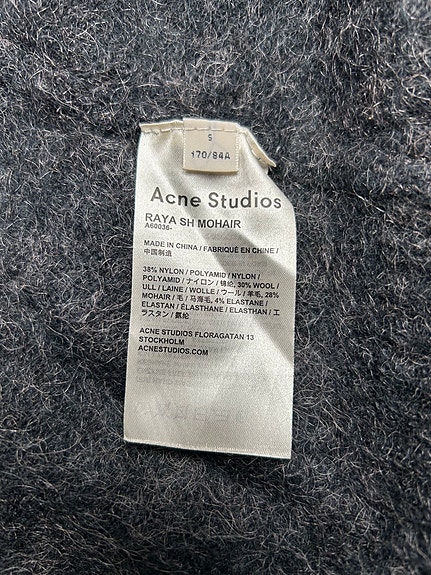 S
170/84A
Acne Studios
RAYA SH MOHAIR
A60036-
MADE IN CHINA / FABRIQUÉ EN CHINE /
中国制造
38% NYLON / POLYAMID / NYLON /
POLYAMID / ナイロン / 锦纶, 30% WOOL /
ULL / LAINE / WOLLE / ウール / 羊毛, 28%
MOHAIR / 毛 / 马海毛, 4% ELASTANE /
ELASTAN / ÉLASTHANE / ELASTHAN / エ
ラスタン / 氨纶
ACNE STUDIOS FLORAGATAN 13
STOCKHOLM
ACNESTUDIOS.COM